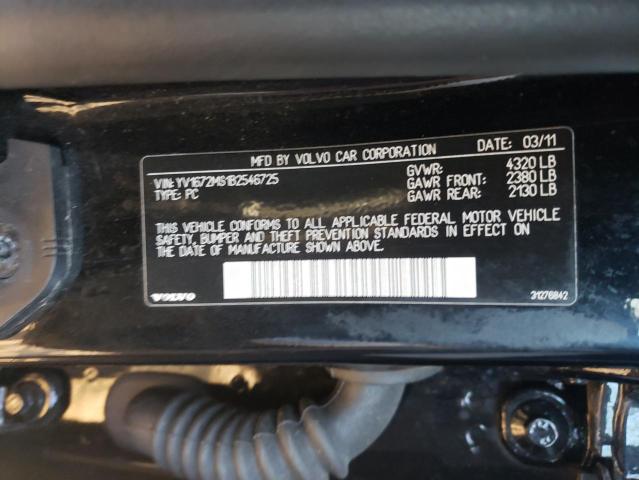 MFD BY VOLVO CAR CORPORATION DATE: 03/11
VIN: YV1672MS1B2546725 GVWR: 4320 LB
TYPE: PC GAWR FRONT: 2380 LB
GAWR REAR: 2130 LB
THIS VEHICLE CONFORMS TO ALL APPLICABLE FEDERAL MOTOR VEHICLE
SAFETY, BUMPER AND THEFT PREVENTION STANDARDS IN EFFECT ON
THE DATE OF MANUFACTURE SHOWN ABOVE.
VOLVO 31276842